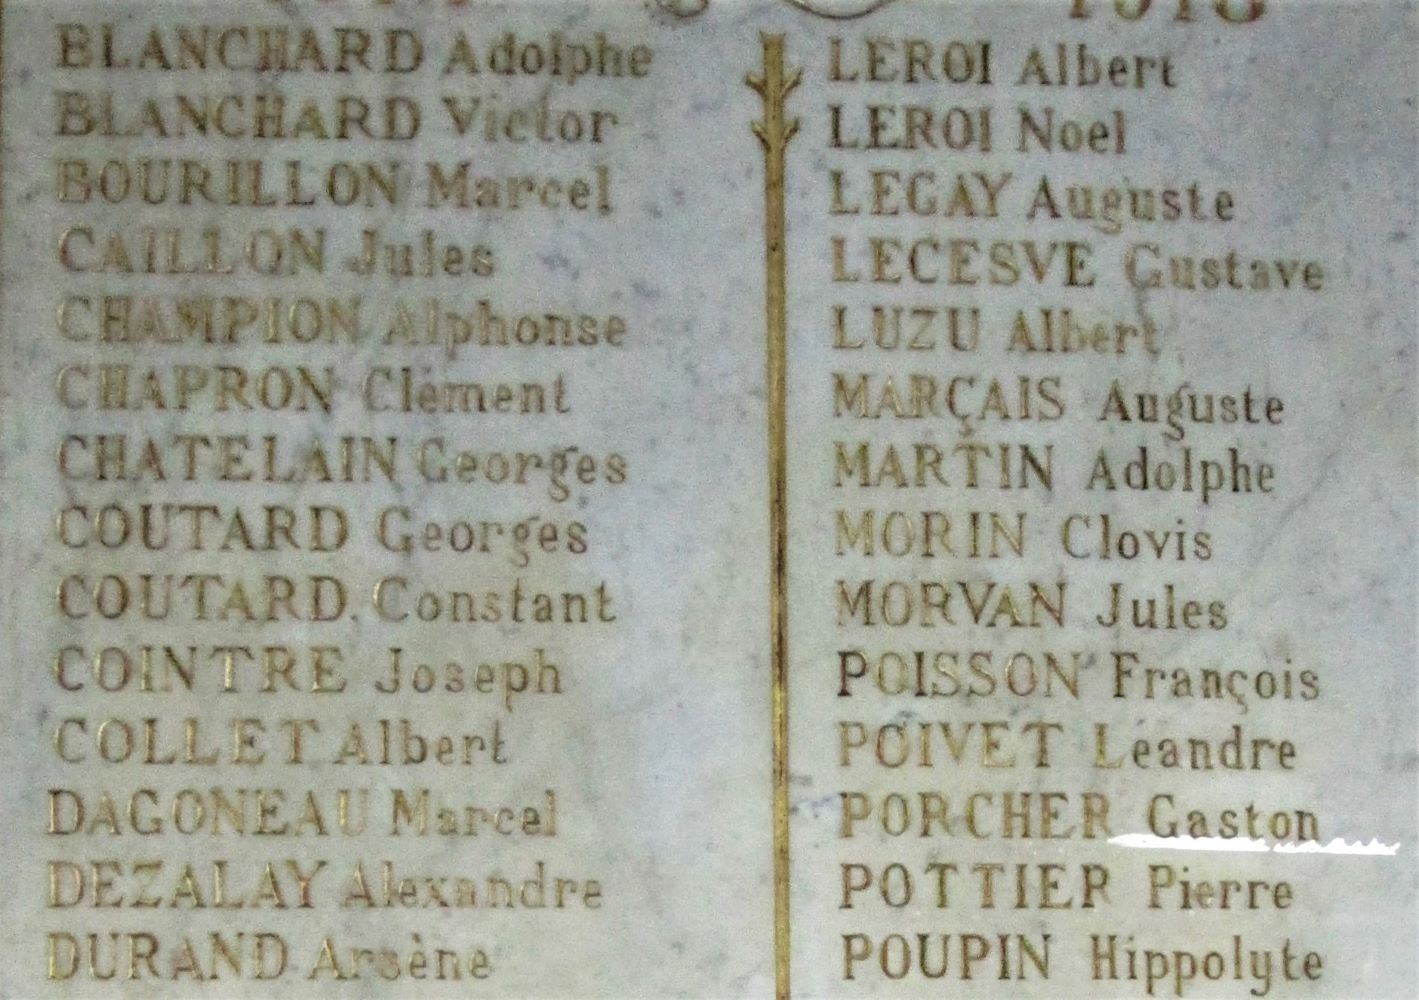 1918
BLANCHARD Adolphe
BLANCHARD Victor
BOURILLON Marcel
CAILLON Jules
CHAMPION Alphonse
CHAPRON Clément
CHATELAIN Georges
COUTARD Georges
COUTARD Constant
COINTRE Joseph
COLLET Albert
DAGONEAU Marcel
DEZALAY Alexandre
DURAND Arsène
LEROI Albert
LEROI Noel
LEGAY Auguste
LECESVE Gustave
LUZU Albert
MARÇAIS Auguste
MARTIN Adolphe
MORIN Clovis
MORVAN Jules
POISSON François
POIVET Léandre
PORCHER Gaston
POTTIER Pierre
POUPIN Hippolyte